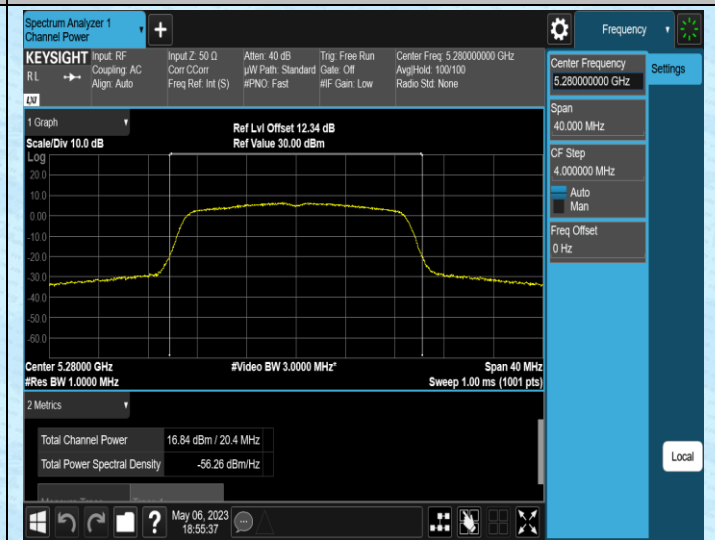 Spectrum Analyzer 1
Channel Power
Frequency
KEYSIGHT
RL
LXI
Input: RF
Coupling: AC
Align: Auto
Input Z: 50 Ω
Corr CCorr
Freq Ref: Int (S)
Atten: 40 dB
µW Path: Standard
#PNO: Fast
Trig: Free Run
Gate: Off
#IF Gain: Low
Center Freq: 5.280000000 GHz
Avg|Hold: 100/100
Radio Std: None
Center Frequency
5.280000000 GHz
Settings
Span
40.000 MHz
CF Step
4.000000 MHz
Auto
Man
Freq Offset
0 Hz
1 Graph
Scale/Div 10.0 dB
Ref Lvl Offset 12.34 dB
Ref Value 30.00 dBm
Log
20.0
10.0
0.00
-10.0
-20.0
-30.0
-40.0
-50.0
-60.0
Center 5.28000 GHz
#Video BW 3.0000 MHz*
Span 40 MHz
#Res BW 1.0000 MHz
Sweep 1.00 ms (1001 pts)
2 Metrics
Total Channel Power 16.84 dBm / 20.4 MHz
Total Power Spectral Density -56.26 dBm/Hz
Local
?
May 06, 2023
18:55:37